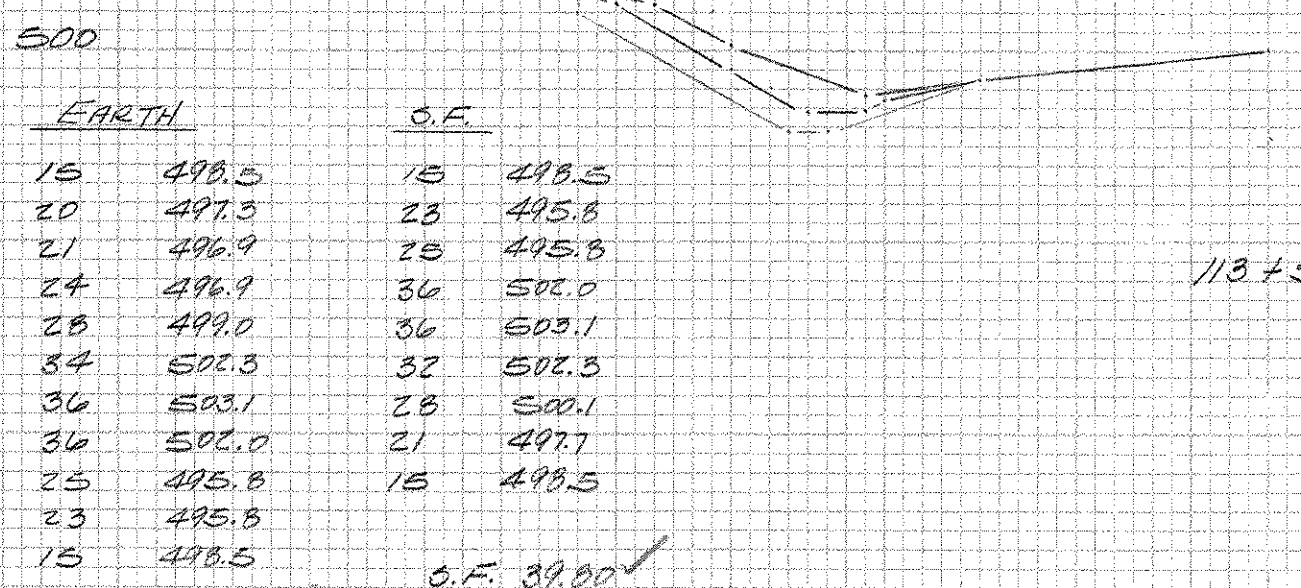 500
EARTH S.F.
15 498.5 15 498.5
20 497.3 23 495.8
21 496.9 25 495.8
24 496.9 36 502.0
28 499.0 36 503.1
34 502.3 32 502.3
36 503.1 28 500.1
36 502.0 21 497.7
25 495.8 15 498.5
23 495.8
15 498.5
S.F. 39.80 ✓
113 +